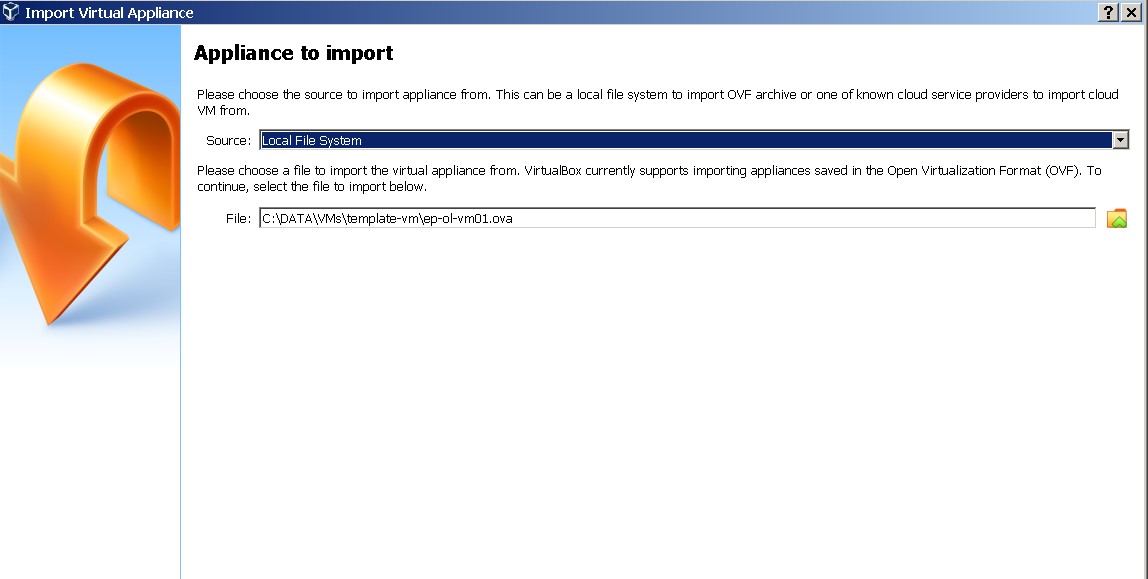 Import Virtual Appliance
Appliance to import
Please choose the source to import appliance from. This can be a local file system to import OVF archive or one of known cloud service providers to import cloud
VM from.
Source: Local File System
Please choose a file to import the virtual appliance from. VirtualBox currently supports importing appliances saved in the Open Virtualization Format (OVF). To
continue, select the file to import below.
File: C:\DATA\VMs\template-vm\ep-ol-vm01.ova